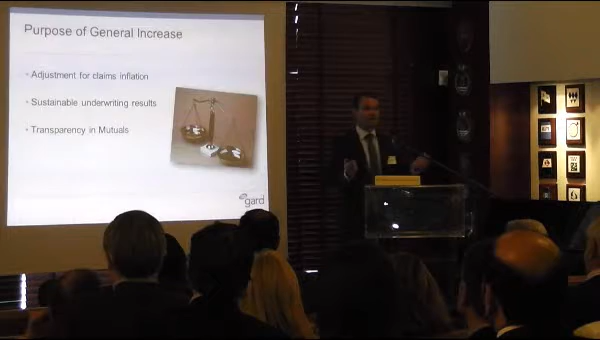 Purpose of General Increase
· Adjustment for claims inflation
· Sustainable underwriting results
· Transparency in Mutuals
gard